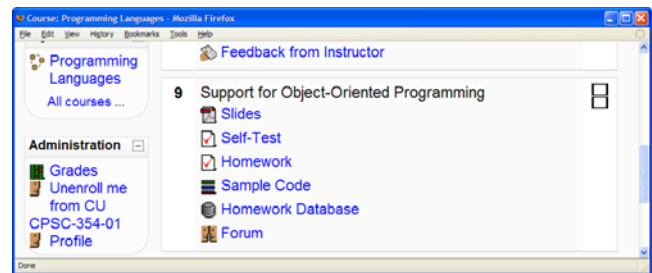 Course: Programming Languages - Mozilla Firefox
File Edit View History Bookmarks Tools Help
Programming
Languages
All courses ...
Administration
Grades
Unenroll me
from CU
CPSC-354-01
Profile
Feedback from Instructor
9 Support for Object-Oriented Programming
Slides
Self-Test
Homework
Sample Code
Homework Database
Forum
Done